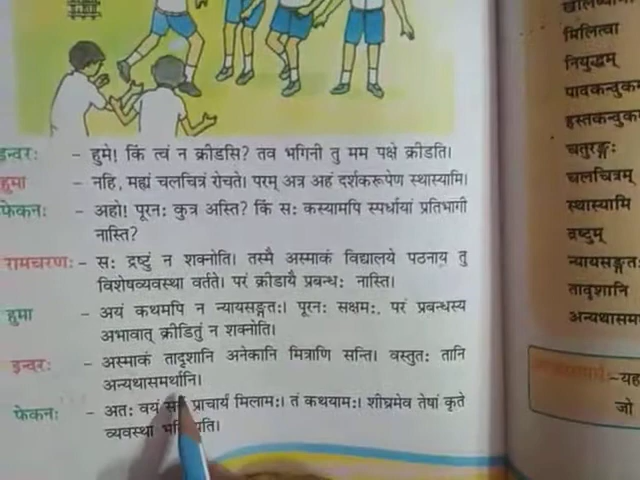 इन्दरः – हुमे! किं त्वं न क्रीडसि? तव भगिनी तु मम पक्षे क्रीडति।
हुमा – नहि, मह्यं चलचित्रं रोचते। परम् अत्र अहं दर्शकरूपेण स्थास्यामि।
फेकनः – अहो! पूरनः कुत्र अस्ति? किं सः कस्यामपि स्पर्धायां प्रतिभागी
नास्ति?
रामचरणः – सः द्रष्टुं न शक्नोति। तस्मै अस्माकं विद्यालये पठनाय तु
विशेषव्यवस्था वर्तते। परं क्रीडायै प्रबन्धः नास्ति।
हुमा – अयं कथमपि न न्यायसङ्गतः। पूरनः सक्षमः, परं प्रबन्धस्य
अभावात् क्रीडितुं न शक्नोति।
इन्दरः – अस्माकं तादृशानि अनेकानि मित्राणि सन्ति। वस्तुतः तानि
अन्यथासमर्थानि।
फेकनः – अतः वयं प्राचार्यं मिलामः। तं कथयामः। शीघ्रमेव तेषां कृते
व्यवस्था
मिलित्वा
नियुद्धम्
पावकन्दुकम
हस्तकन्दुकम
चतुरङ्गः
चलचित्रम्
स्थास्यामि
द्रष्टुम्
न्यायसङ्गतः
तादृशानि
अन्यथासम
–यह
जो